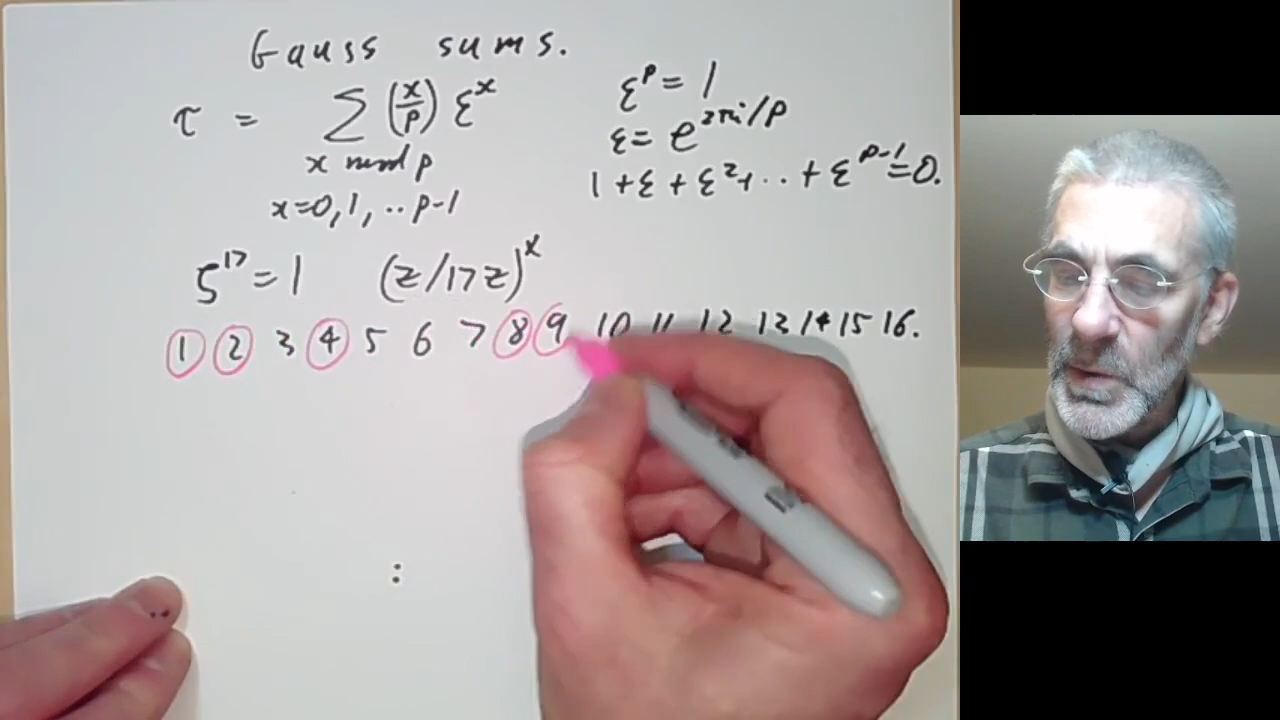 Gauss sums.
τ = ∑ (x/p) ε^x
x mod p
x=0,1,..p-1
ε^p = 1
ε= e^{2πi/p}
1+ε+ε²+..+ε^{p-1}=0.
ζ^{17}=1 (Z/17Z)^x
1 2 3 4 5 6 7 8 9 10 11 12 13 14 15 16.